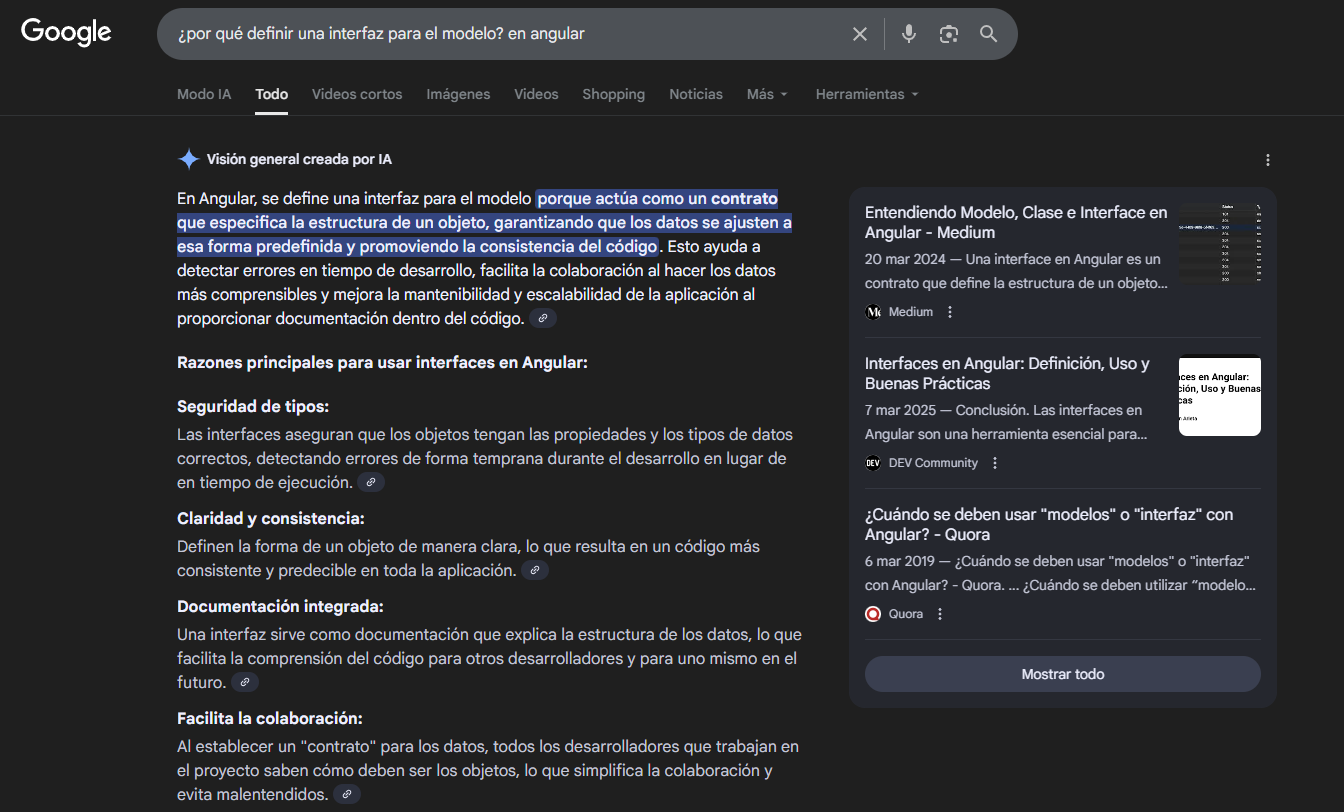 Google
¿por qué definir una interfaz para el modelo? en angular
Modo IA Todo Videos cortos Imágenes Videos Shopping Noticias Más Herramientas
Visión general creada por IA
En Angular, se define una interfaz para el modelo porque actúa como un contrato
que especifica la estructura de un objeto, garantizando que los datos se ajusten a
esa forma predefinida y promoviendo la consistencia del código. Esto ayuda a
detectar errores en tiempo de desarrollo, facilita la colaboración al hacer los datos
más comprensibles y mejora la mantenibilidad y escalabilidad de la aplicación al
proporcionar documentación dentro del código.
Razones principales para usar interfaces en Angular:
Seguridad de tipos:
Las interfaces aseguran que los objetos tengan las propiedades y los tipos de datos
correctos, detectando errores de forma temprana durante el desarrollo en lugar de
en tiempo de ejecución.
Claridad y consistencia:
Definen la forma de un objeto de manera clara, lo que resulta en un código más
consistente y predecible en toda la aplicación.
Documentación integrada:
Una interfaz sirve como documentación que explica la estructura de los datos, lo que
facilita la comprensión del código para otros desarrolladores y para uno mismo en el
futuro.
Facilita la colaboración:
Al establecer un "contrato" para los datos, todos los desarrolladores que trabajan en
el proyecto saben cómo deben ser los objetos, lo que simplifica la colaboración y
evita malentendidos.
Entendiendo Modelo, Clase e Interface en
Angular - Medium
20 mar 2024 — Una interface en Angular es un
contrato que define la estructura de un objeto...
Medium
Interfaces en Angular: Definición, Uso y
Buenas Prácticas
7 mar 2025 — Conclusión. Las interfaces en
Angular son una herramienta esencial para...
DEV Community
DEV
aces en Angular:
ción, Uso y Buenas
cas
¿Cuándo se deben usar "modelos" o "interfaz" con
Angular? - Quora
6 mar 2019 — ¿Cuándo se deben usar "modelos" o "interfaz"
con Angular? - Quora. ... ¿Cuándo se deben utilizar “modelo...
Quora
Mostrar todo